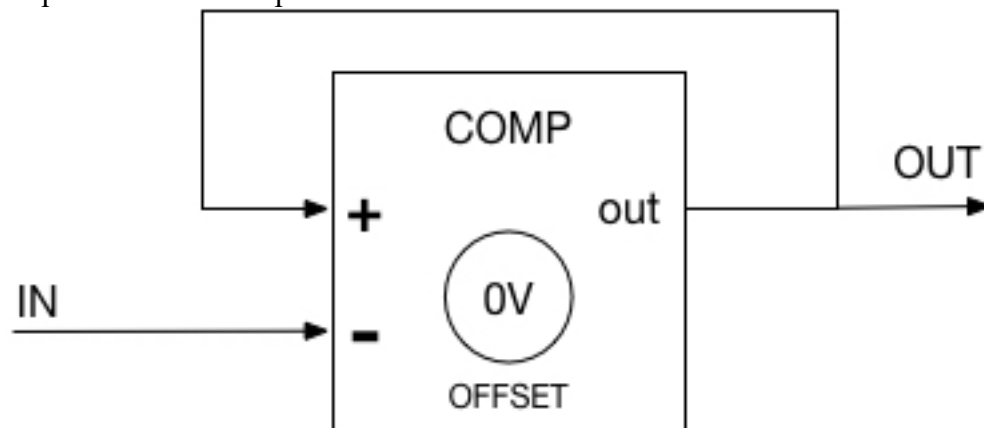 COMP
OUT
+
out
IN
0V
-
OFFSET